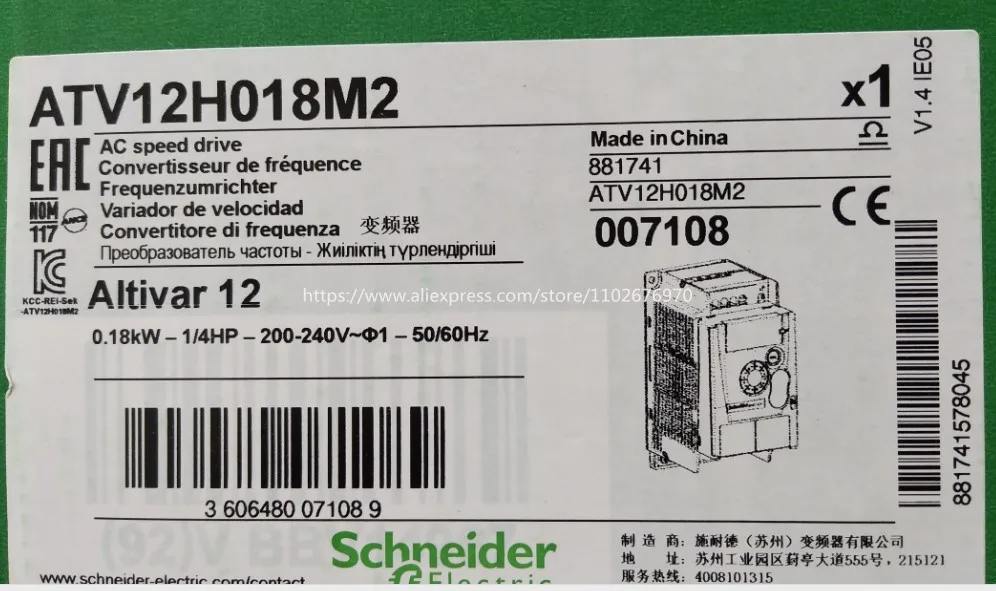 ATV12H018M2
x1
V1.4 IE05
EAC
AC speed drive
Convertisseur de fréquence
Frequenzumrichter
Variador de velocidad
Convertitore di frequenza 变频器
Преобразователь частоты - Жиіліктің түрлендіргіші
NOM
117
KCC-REI-Sek
-ATV12H018M2
Made in China
881741
ATV12H018M2
007108
CE
Altivar 12
https://www.aliexpress.com/store/1102676970
0.18kW – 1/4HP – 200-240V~Φ1 – 50/60Hz
3 606480 07108 9
881741578045
Schneider
Electric
www.schneider-electric.com/contact
制 造 商：施耐德（苏州）变频器有限公司
地 址：苏州工业园区葑亭大道555号，215121
服务热线：4008101315